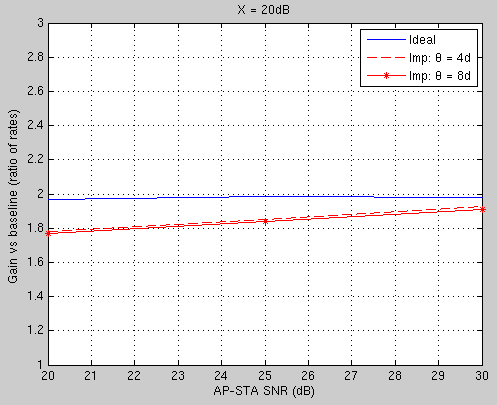 X = 20dB
Gain vs baseline (ratio of rates)
3
2.8
2.6
2.4
2.2
2
1.8
1.6
1.4
1.2
1
Ideal
Imp: θ = 4d
Imp: θ = 8d
20 21 22 23 24 25 26 27 28 29 30
AP-STA SNR (dB)